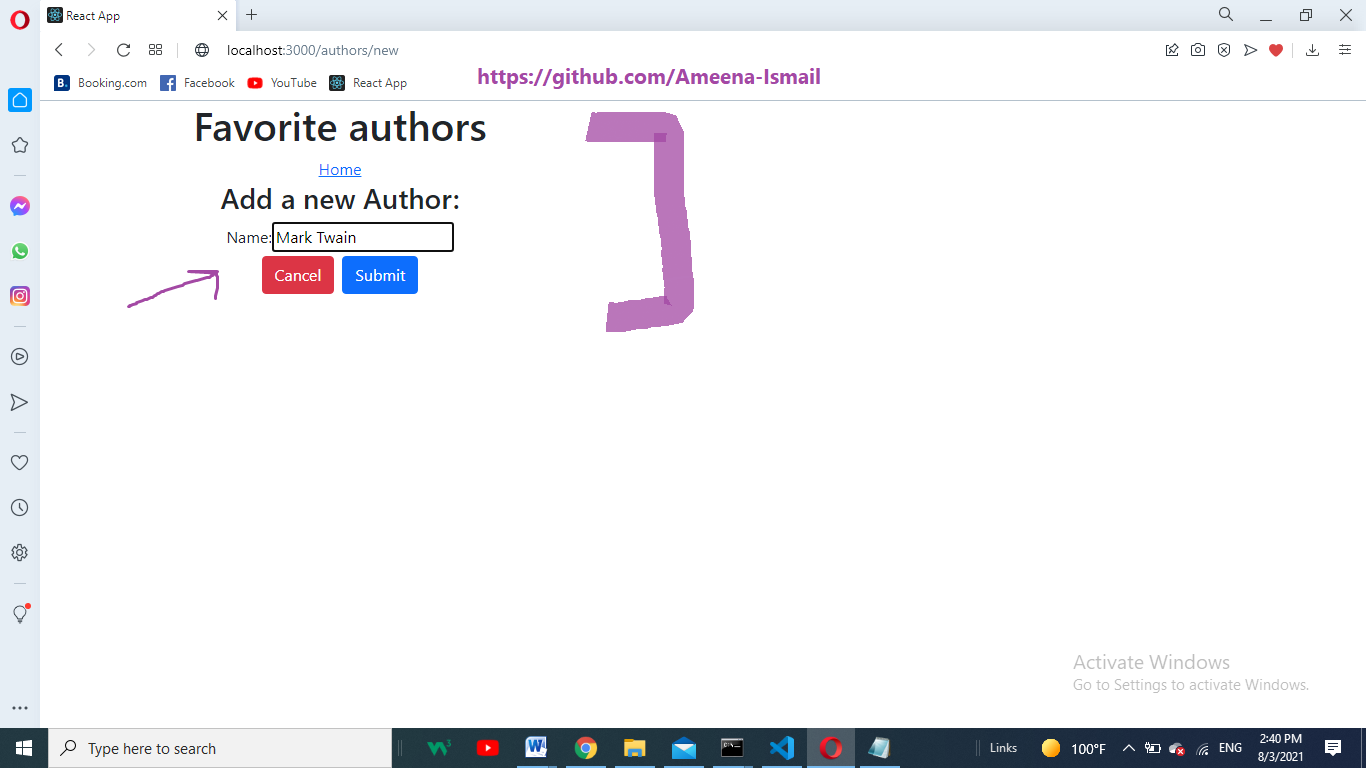 React App
localhost:3000/authors/new
Booking.com Facebook YouTube React App
https://github.com/Ameena-Ismail
Favorite authors
Home
Add a new Author:
Name: Mark Twain
Cancel Submit
Activate Windows
Go to Settings to activate Windows.
Type here to search
Links
100°F
ENG
2:40 PM
8/3/2021